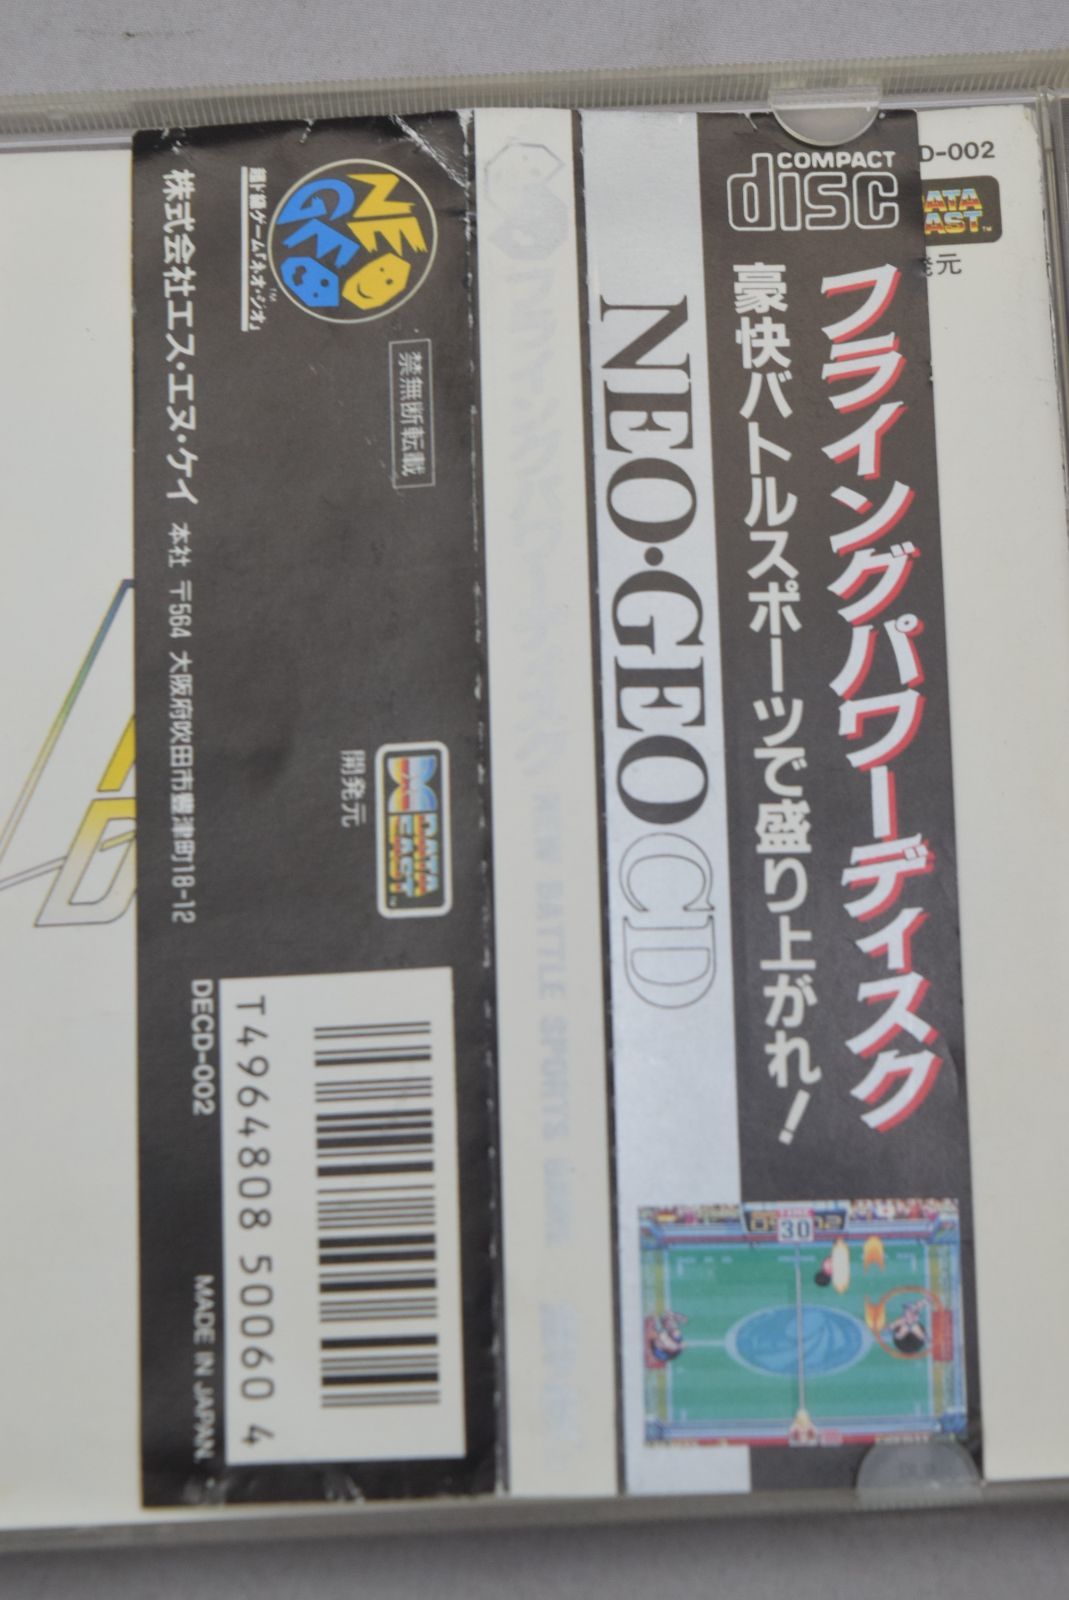 COMPACT
disc
フライングパワーディスク
豪快バトルスポーツで盛り上がれ!
NEO・GEO CD
30
D-002
DATA
EAST
発元
NEW BATTLE SPORTS GAME
NEO
GEO
禁無断転載
株式会社エス・エヌ・ケイ 本社 〒564 大阪府吹田市豊津町18-12
DATA
EAST
開発元
DECD-002
T4964808 50060 4
MADE IN JAPAN.